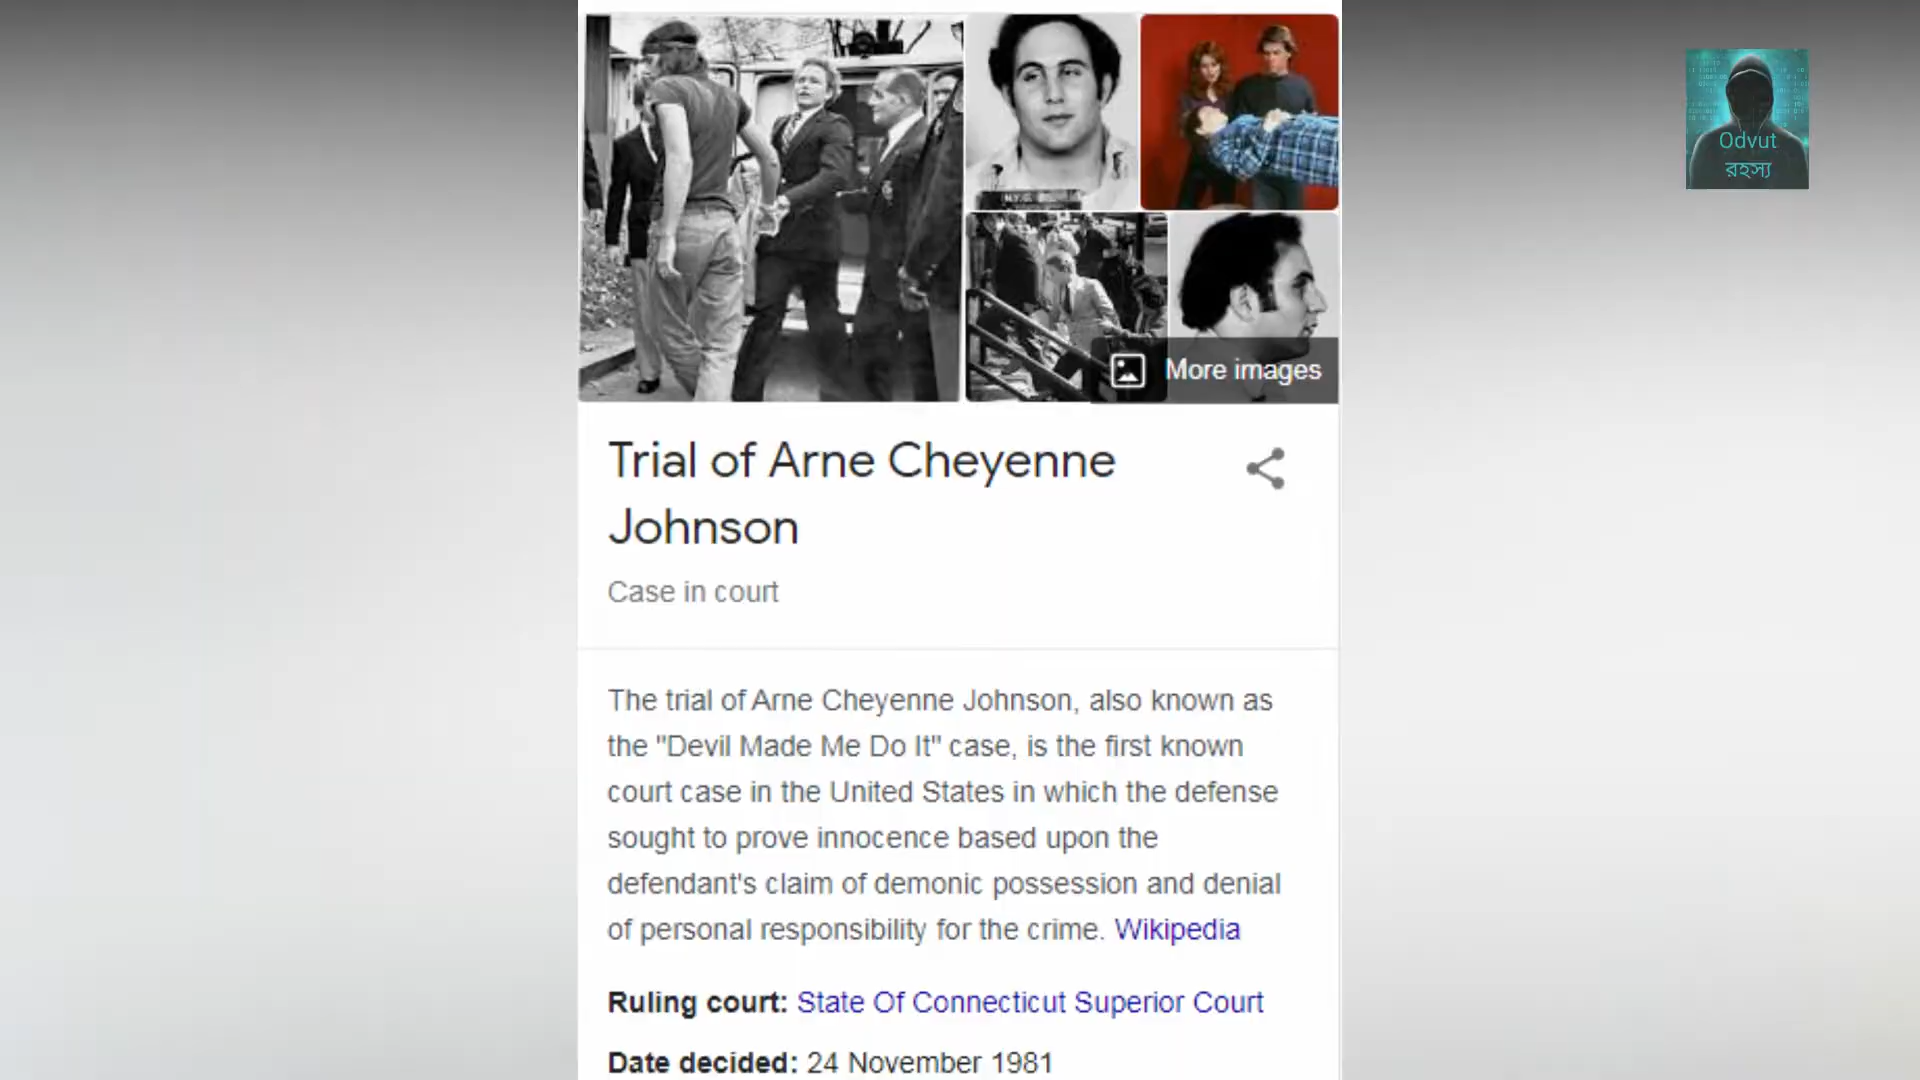 Odvut
রহস্য
More images
Trial of Arne Cheyenne
Johnson
Case in court
The trial of Arne Cheyenne Johnson, also known as
the "Devil Made Me Do It" case, is the first known
court case in the United States in which the defense
sought to prove innocence based upon the
defendant's claim of demonic possession and denial
of personal responsibility for the crime. Wikipedia
Ruling court: State Of Connecticut Superior Court
Date decided: 24 November 1981